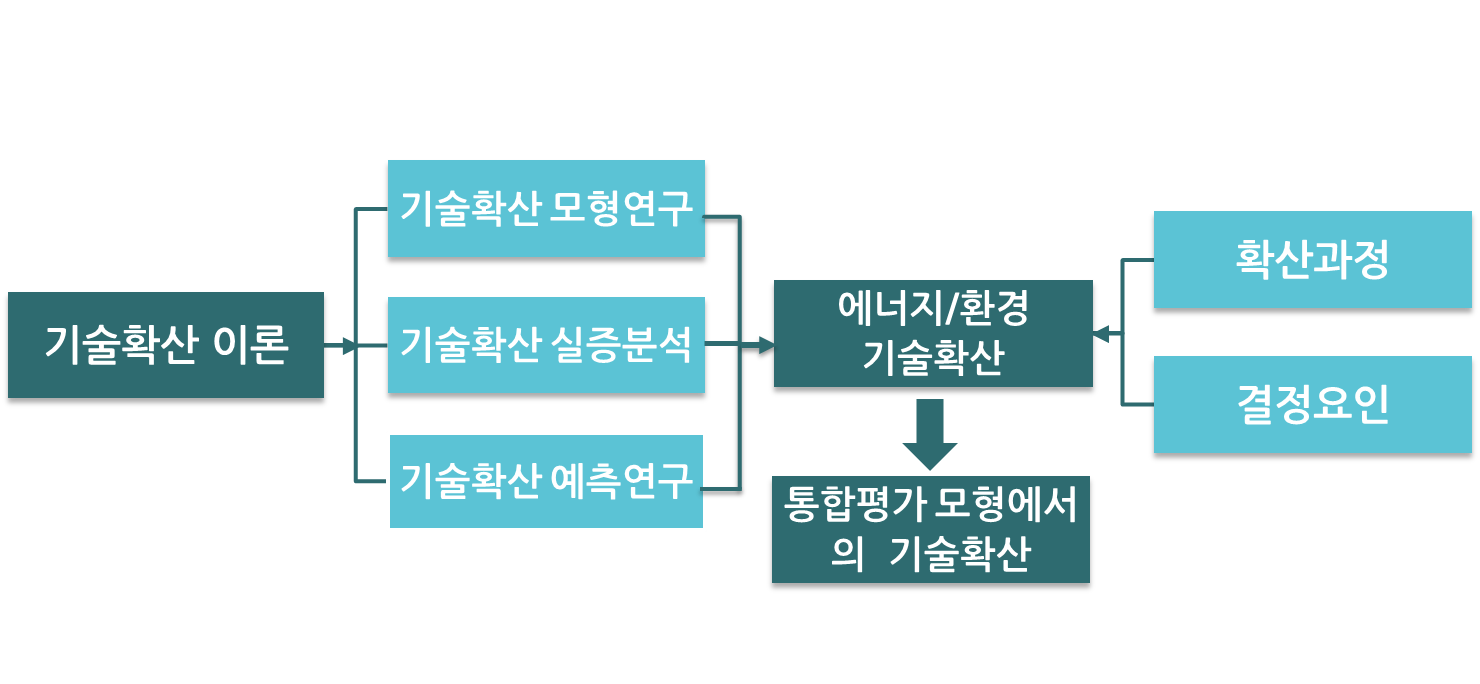 기술확산 이론
기술확산 모형연구
기술확산 실증분석
기술확산 예측연구
에너지/환경
기술확산
통합평가 모형에서
의 기술확산
확산과정
결정요인